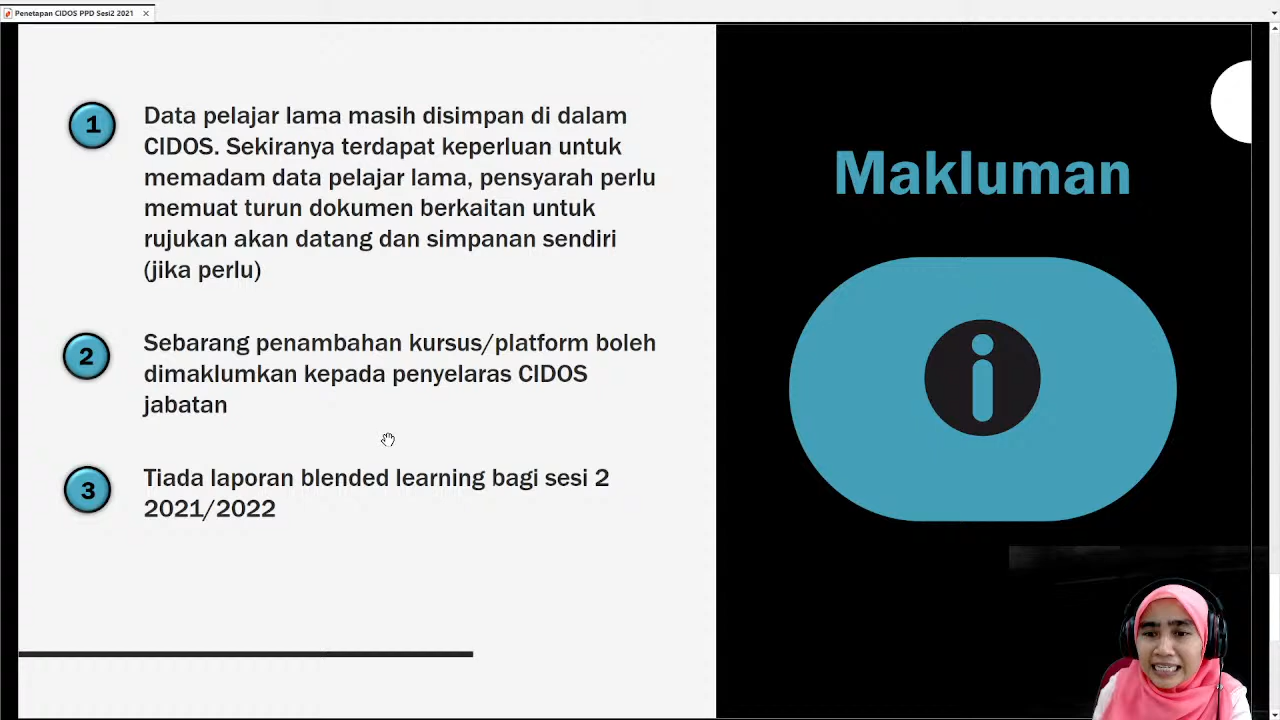 Penetapan CIDOS PPD Sesi2 2021
1
Data pelajar lama masih disimpan di dalam
CIDOS. Sekiranya terdapat keperluan untuk
memadam data pelajar lama, pensyarah perlu
memuat turun dokumen berkaitan untuk
rujukan akan datang dan simpanan sendiri
(jika perlu)
2
Sebarang penambahan kursus/platform boleh
dimaklumkan kepada penyelaras CIDOS
jabatan
3
Tiada laporan blended learning bagi sesi 2
2021/2022
Makluman
i